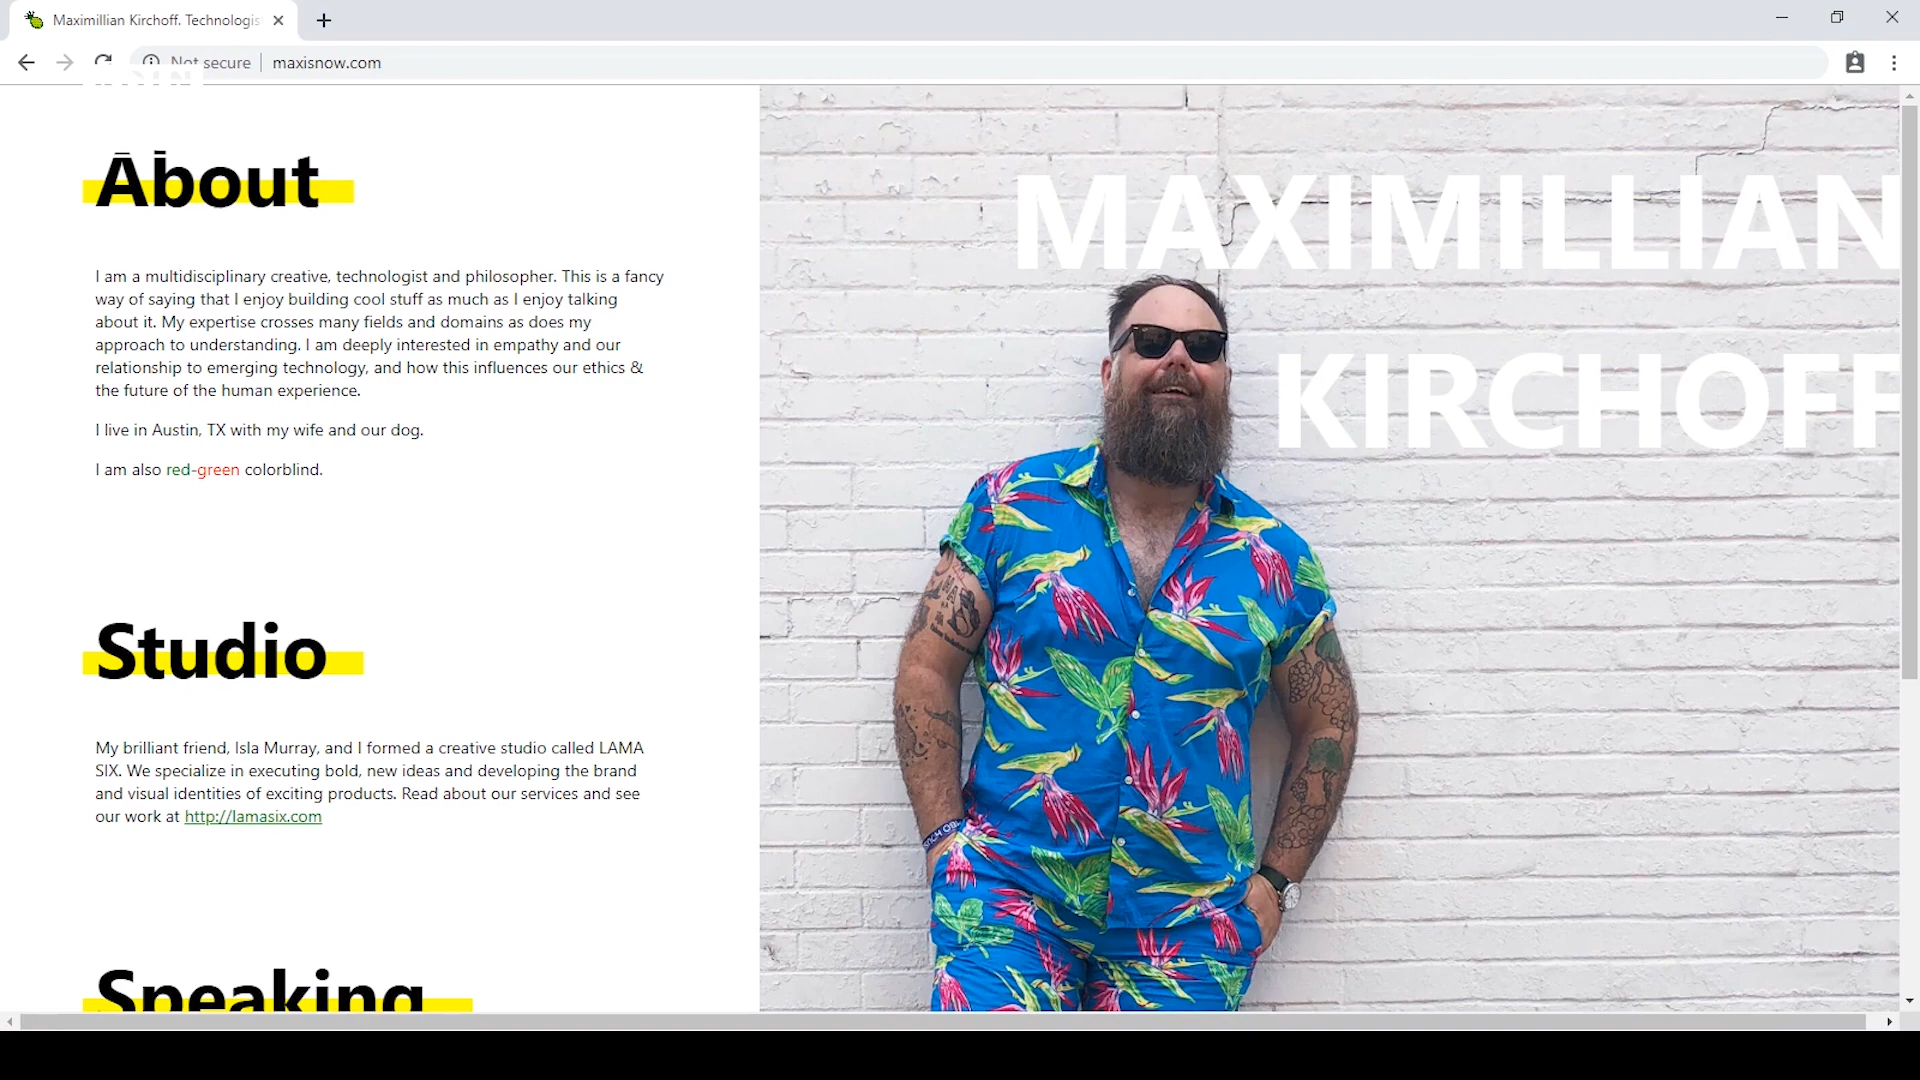 Maximillian Kirchoff. Technologis
Not secure
maxisnow.com
About
I am a multidisciplinary creative, technologist and philosopher. This is a fancy
way of saying that I enjoy building cool stuff as much as I enjoy talking
about it. My expertise crosses many fields and domains as does my
approach to understanding. I am deeply interested in empathy and our
relationship to emerging technology, and how this influences our ethics &
the future of the human experience.
I live in Austin, TX with my wife and our dog.
I am also red-green colorblind.
Studio
My brilliant friend, Isla Murray, and I formed a creative studio called LAMA
SIX. We specialize in executing bold, new ideas and developing the brand
and visual identities of exciting products. Read about our services and see
our work at http://lamasix.com
Speaking
MAXIMILLIAN
KIRCHOFF